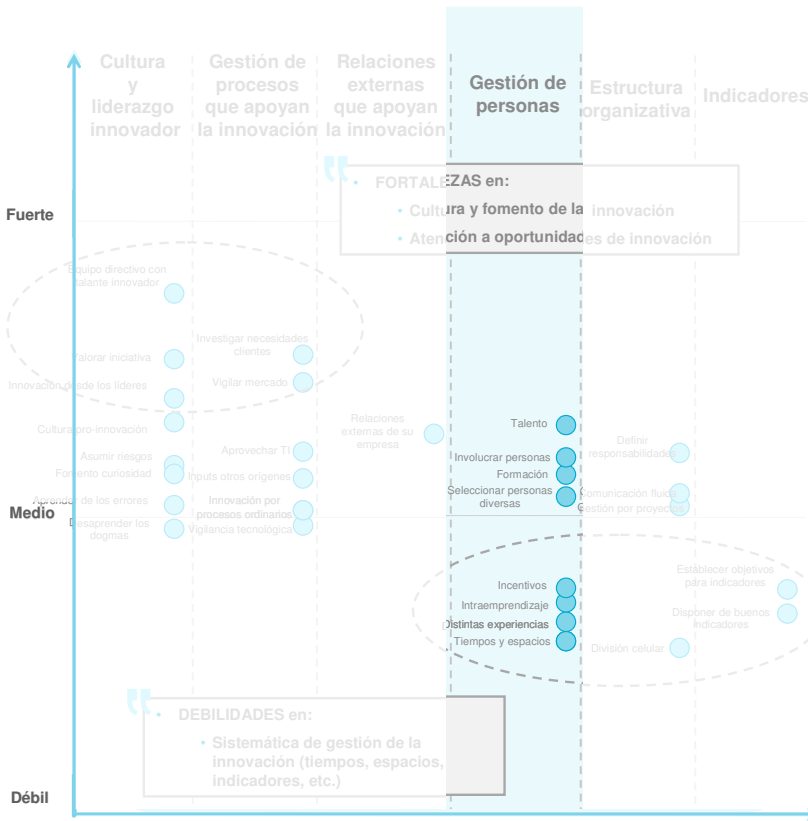 Cultura
y
liderazgo
innovador
Gestión de
procesos
que apoyan
la innovación
Relaciones
externas
que apoyan
la innovación
Gestión de
personas
Estructura
organizativa
Indicadores
Fuerte
Medio
Débil
• FORTALEZAS en:
• Cultura y fomento de la innovación
• Atención a oportunidades de innovación
Equipo directivo con
talante innovador
Valorar iniciativa
Innovación desde los líderes
Cultura pro-innovación
Asumir riesgos
Fomento curiosidad
Aprender de los errores
Desaprender los
dogmas
Investigar necesidades
clientes
Vigilar mercado
Aprovechar TI
Inputs otros orígenes
Innovación por
procesos ordinarios
Vigilancia tecnológica
Relaciones
externas de su
empresa
Talento
Involucrar personas
Formación
Seleccionar personas
diversas
Incentivos
Intraemprendizaje
Distintas experiencias
Tiempos y espacios
Definir
responsabilidades
Comunicación fluida
Gestión por proyectos
División celular
Establecer objetivos
para indicadores
Disponer de buenos
indicadores
• DEBILIDADES en:
• Sistemática de gestión de la
innovación (tiempos, espacios,
indicadores, etc.)